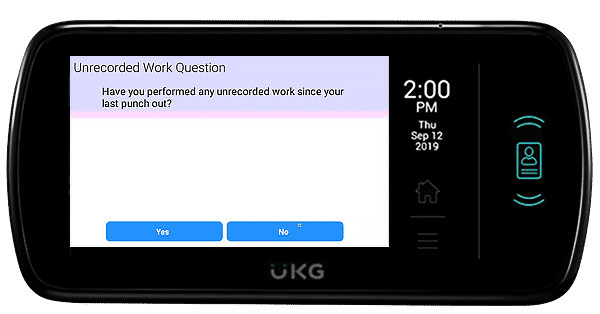 Unrecorded Work Question
Have you performed any unrecorded work since your
last punch out?
Yes
No
2:00
PM
Thu
Sep 12
2019
UKG